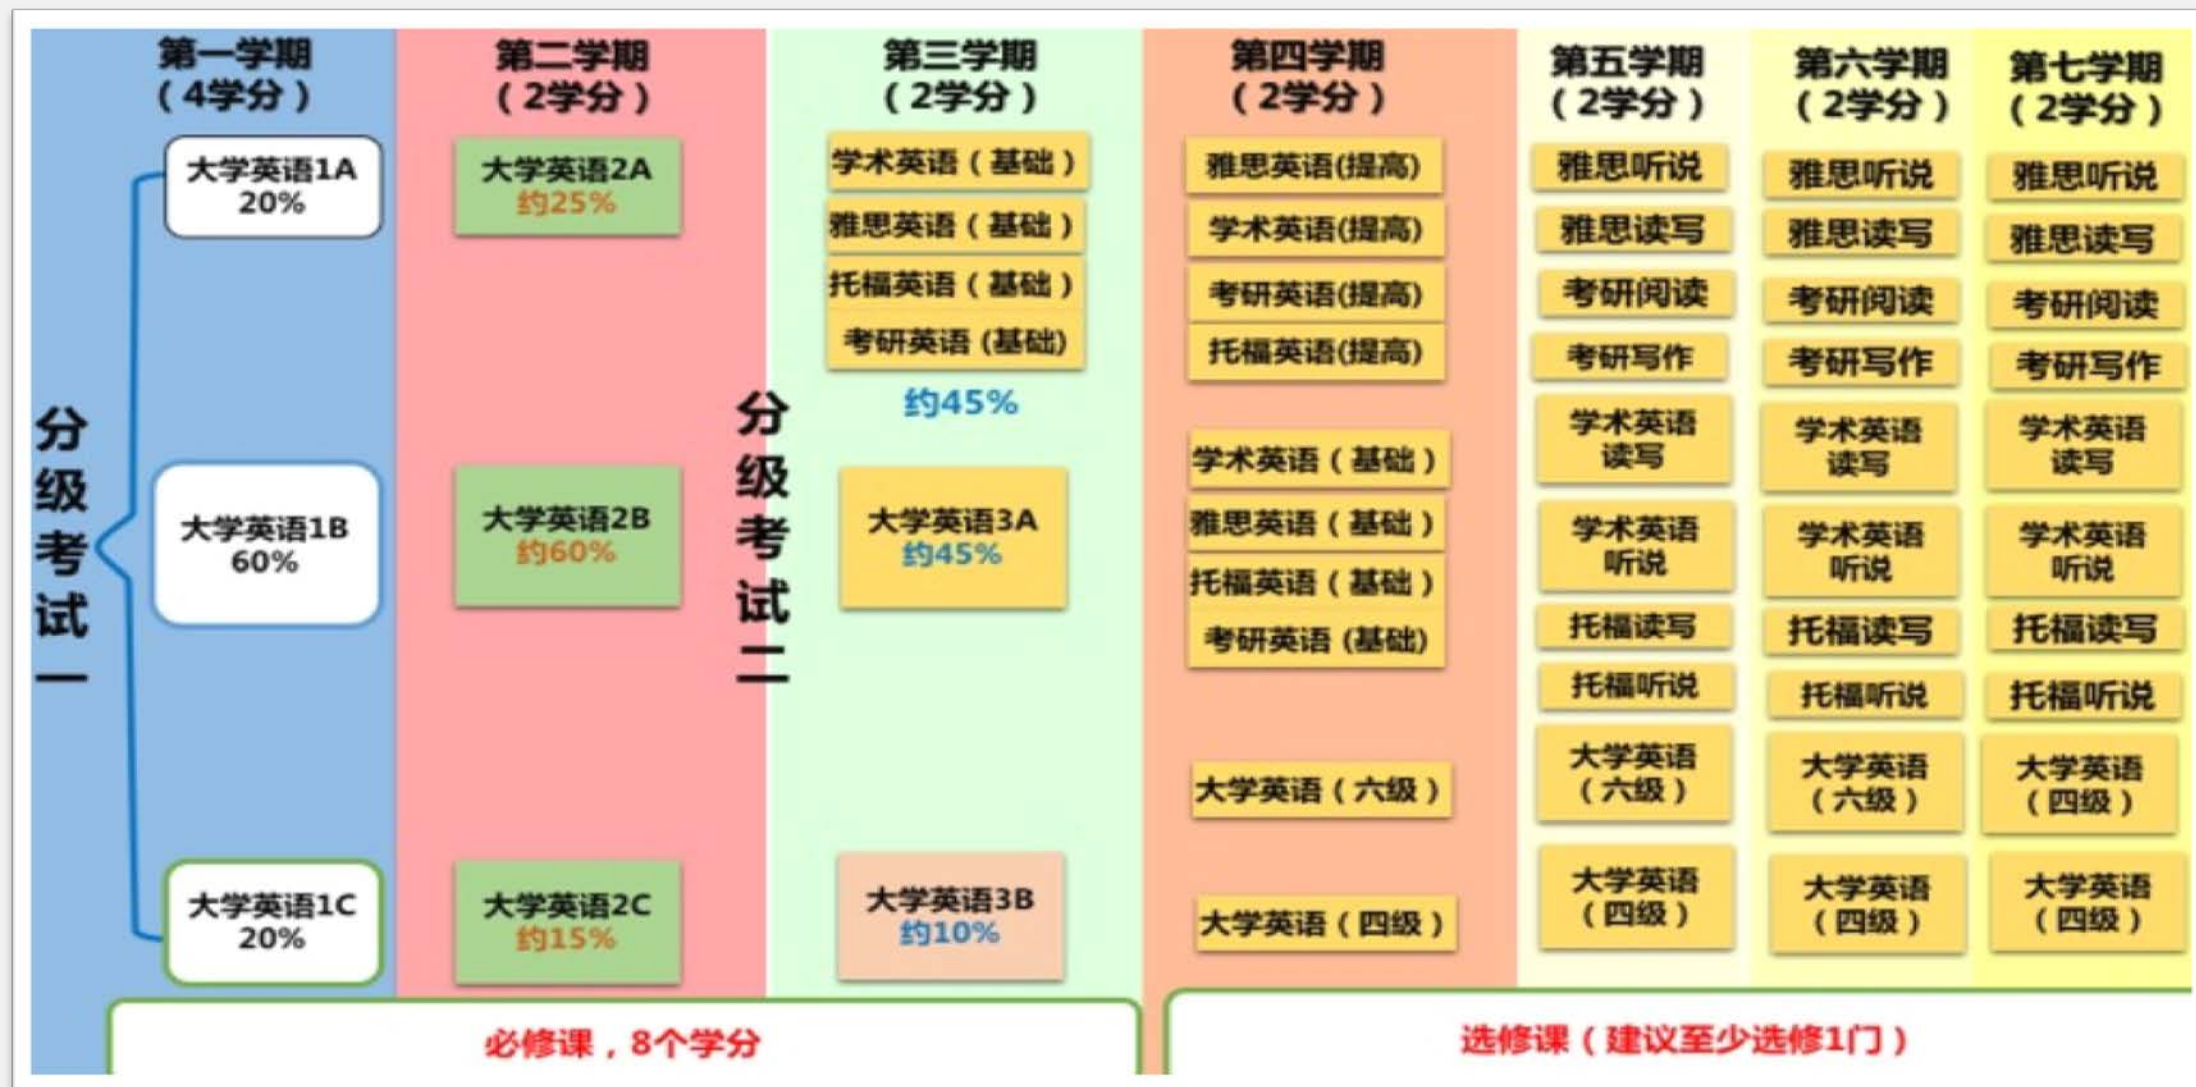 第一学期
（4学分）
大学英语1A
20%
大学英语1B
60%
大学英语1C
20%
分级考试一
第二学期
（2学分）
大学英语2A
约25%
大学英语2B
约60%
大学英语2C
约15%
分级考试二
第三学期
（2学分）
学术英语（基础）
雅思英语（基础）
托福英语（基础）
考研英语 (基础)
约45%
大学英语3A
约45%
大学英语3B
约10%
第四学期
（2学分）
雅思英语(提高)
学术英语(提高)
考研英语(提高)
托福英语(提高)
学术英语（基础）
雅思英语（基础）
托福英语（基础）
考研英语 (基础)
大学英语（六级）
大学英语（四级）
第五学期
（2学分）
雅思听说
雅思读写
考研阅读
考研写作
学术英语
读写
学术英语
听说
托福读写
托福听说
大学英语
（六级）
大学英语
（四级）
第六学期
（2学分）
雅思听说
雅思读写
考研阅读
考研写作
学术英语
读写
学术英语
听说
托福读写
托福听说
大学英语
（六级）
大学英语
（四级）
第七学期
（2学分）
雅思听说
雅思读写
考研阅读
考研写作
学术英语
读写
学术英语
听说
托福读写
托福听说
大学英语
（四级）
大学英语
（四级）
必修课，8个学分
选修课（建议至少选修1门）